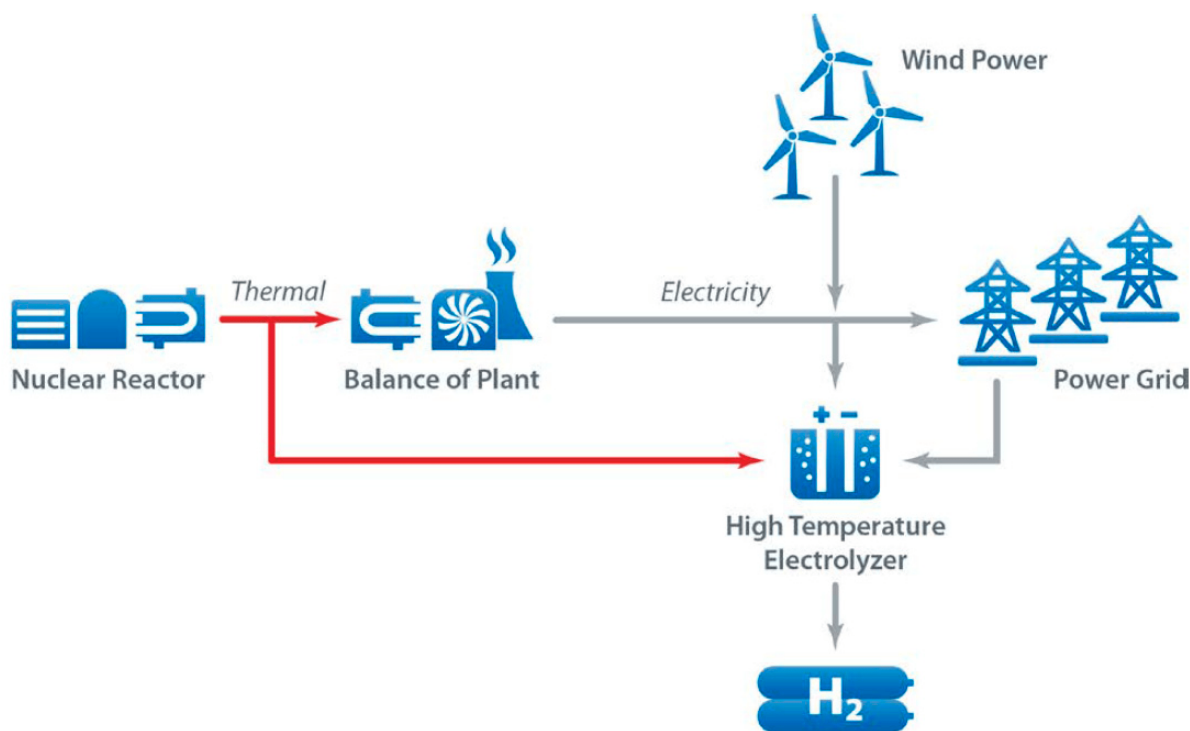 Wind Power
Thermal
Electricity
Nuclear Reactor
Balance of Plant
Power Grid
+ −
High Temperature
Electrolyzer
H₂